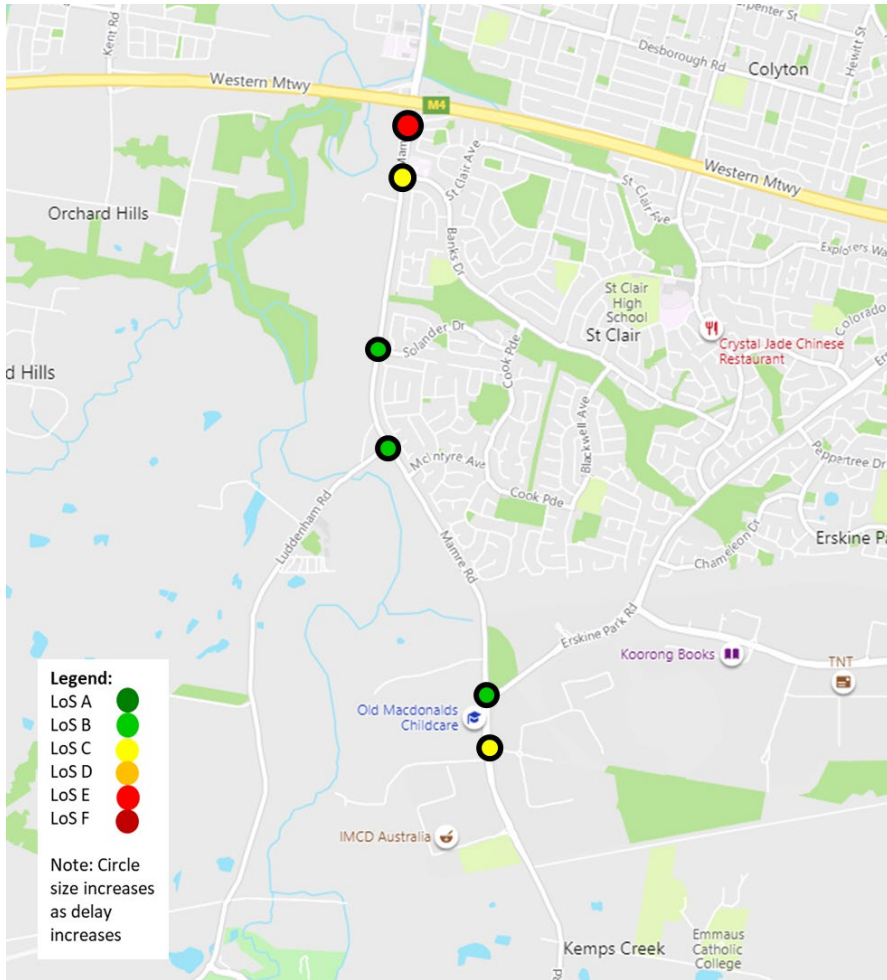 Kent Rd
Carpenter St
Desborough Rd
Hewitt St
Colyton
Western Mtwy
M4
Mam
St Clair Ave
Western Mtwy
St Clair Ave
Orchard Hills
Banks Dr
Explorers Wa
St Clair
High
School
Colorado
St Clair
Crystal Jade Chinese
Restaurant
Solander Dr
Cook Pde
d Hills
Blackwell Ave
McIntyre Ave
Peppertree Dr
Cook Pde
Luddenham Rd
Chameleon Dr
Erskine Pa
Mamre Rd
Erskine Park Rd
Koorong Books
TNT
Legend:
LoS A
LoS B
LoS C
LoS D
LoS E
LoS F
Note: Circle
size increases
as delay
increases
Old Macdonalds
Childcare
IMCD Australia
Kemps Creek
Emmaus
Catholic
College